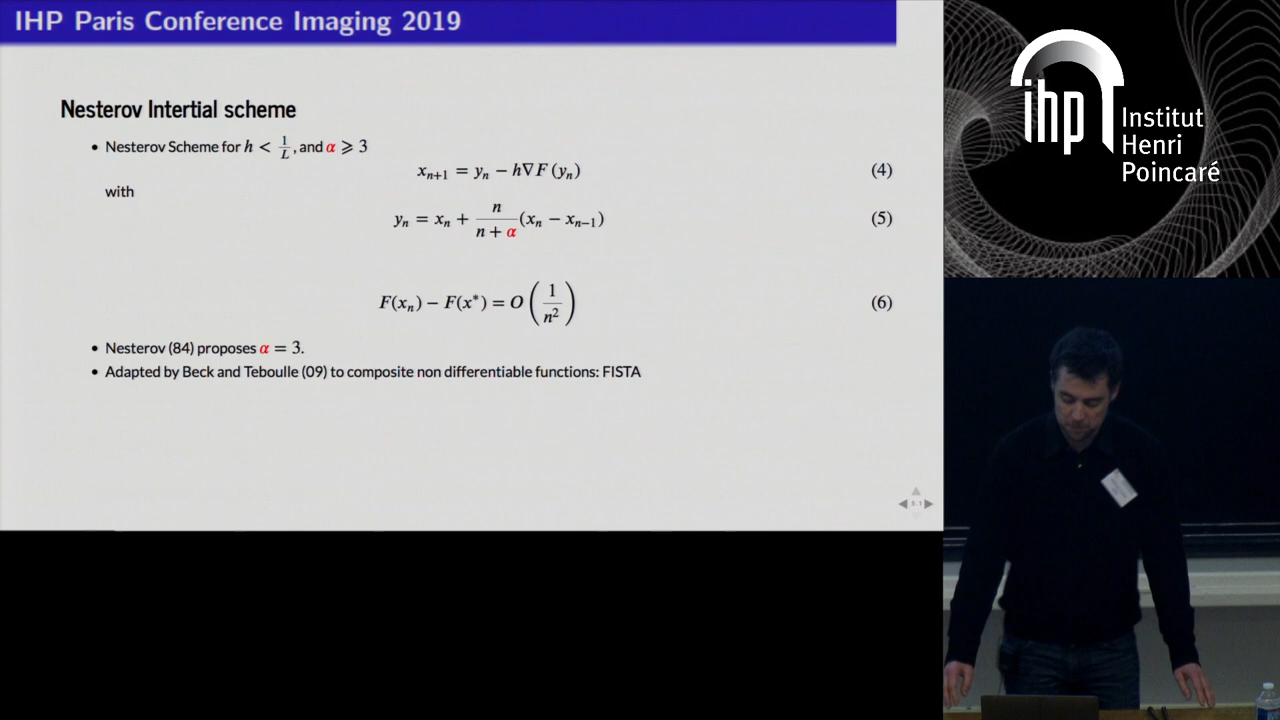 IHP Paris Conference Imaging 2019
Nesterov Intertial scheme
• Nesterov Scheme for h < 1/L, and α ⩾ 3
x_{n+1} = y_n − h∇F(y_n) (4)
with
y_n = x_n + n/(n + α) (x_n − x_{n−1}) (5)
F(x_n) − F(x*) = O(1/n²) (6)
• Nesterov (84) proposes α = 3.
• Adapted by Beck and Teboulle (09) to composite non differentiable functions: FISTA
ihp
Institut
Henri
Poincaré